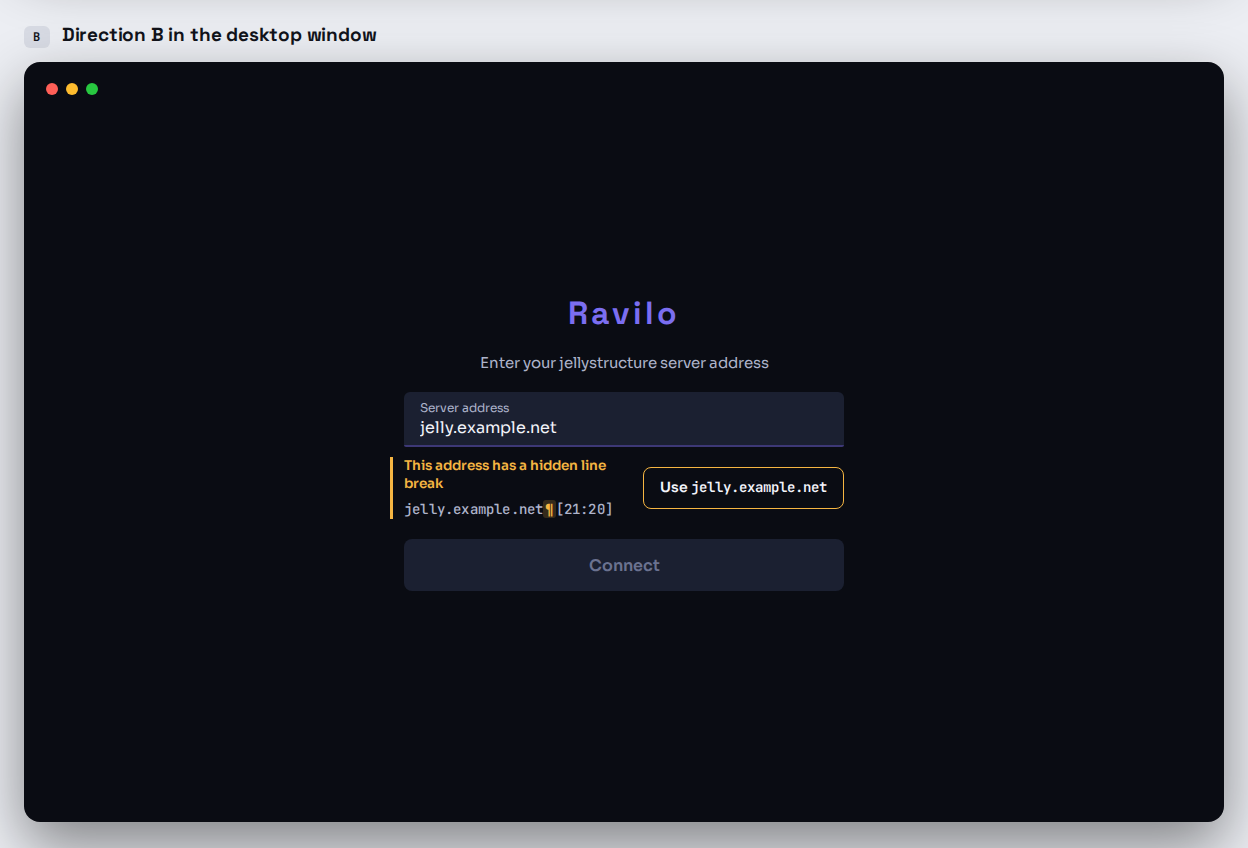 B
Direction B in the desktop window
Ravilo
Enter your jellystructure server address
Server address
jelly.example.net
This address has a hidden line
break
jelly.example.net¶[21:20]
Use jelly.example.net
Connect